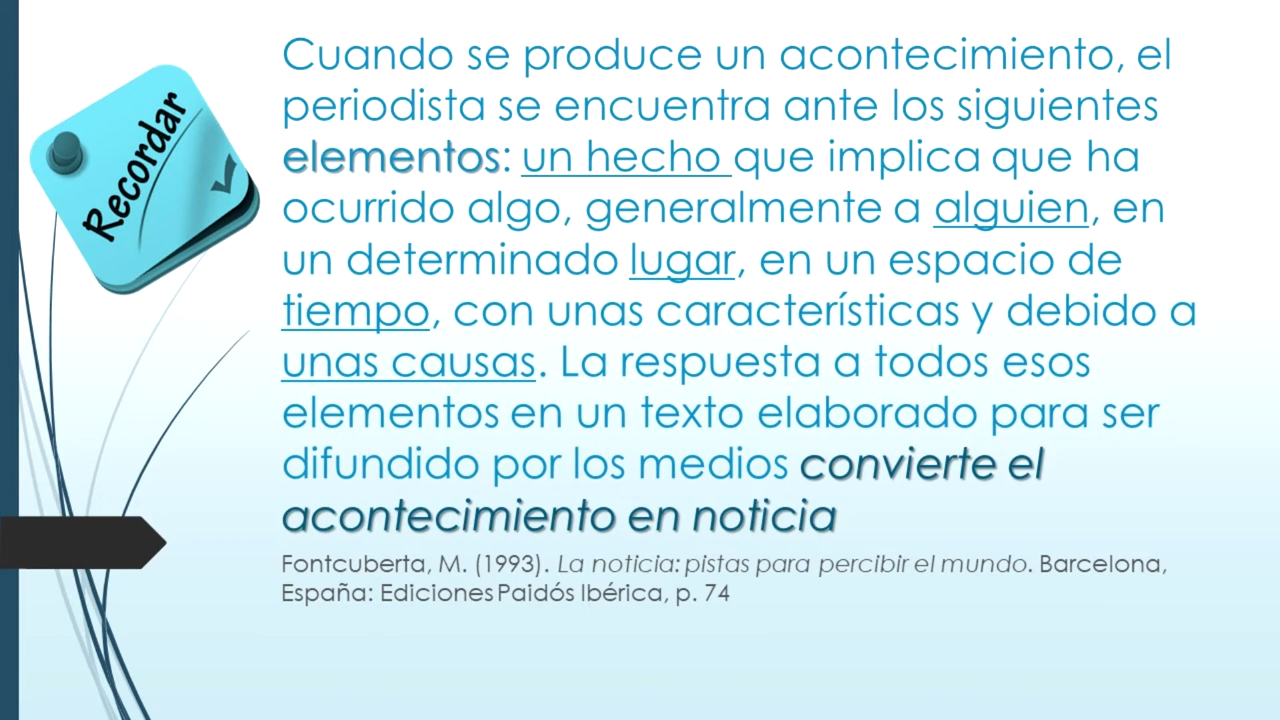 Recordar
Cuando se produce un acontecimiento, el
periodista se encuentra ante los siguientes
elementos: un hecho que implica que ha
ocurrido algo, generalmente a alguien, en
un determinado lugar, en un espacio de
tiempo, con unas características y debido a
unas causas. La respuesta a todos esos
elementos en un texto elaborado para ser
difundido por los medios convierte el
acontecimiento en noticia
Fontcuberta, M. (1993). La noticia: pistas para percibir el mundo. Barcelona,
España: Ediciones Paidós Ibérica, p. 74